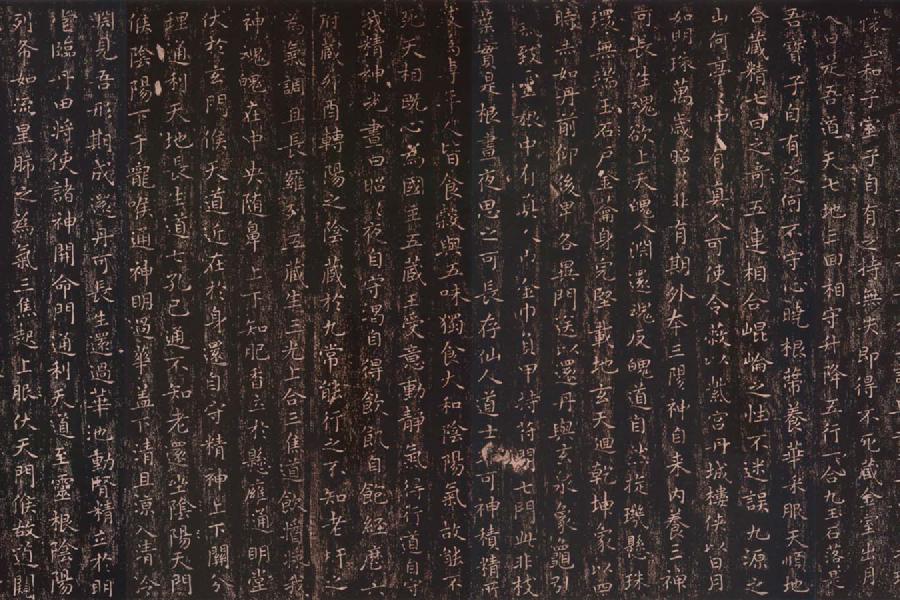 懷玉和子室子自有之持無失即得不死藏金室出月
入日是吾道天七地三回相守升降五行一合九玉石落落是
吾寶子自有之何不守心曉根蒂養華采服天順地
合藏精七日之奇五連相合崐崘之性不迷誤九源之
山何亭亭中有真人可使令蔽以紫宮丹城樓俠以日月
如明珠萬歲昭昭非有期外本三陽神自来內養三神
可長生魂欲上天魄入淵還魂反魄道自然旋璣懸珠
環無端玉石戶金籥身完堅載地玄天迴乾坤象以四
時赤如丹前仰後卑各異門送以還丹與玄泉象龜引
氣致靈根中有真人巾金巾負甲持符開七門此非枝
葉實是根晝夜思之可長存仙人道士非可神積精所
致為專年人皆食穀與五味獨食大和陰陽氣故能不
死天相既心為國主五藏王受意動靜氣得行道自守
我精神光晝日昭昭夜自守渴自得飲飢自飽經歷六
府藏卯酉轉陽之陰藏於九常能行之不知老肝之
為氣調且長羅列五藏生三光上合三焦道飲醬漿我
神魂魄在中央随鼻上下知肥香立於懸廱通明堂
伏於玄門候天道近在於身還自守精神上下關分
理通利天地長生道七孔已通不知老還坐陰陽天門
候陰陽下于龍喉通神明過華蓋下清且涼入清泠
淵見吾形期成還丹可長生還過華池動腎精立於明
堂臨丹田將使諸神開命門通利天道至靈根陰陽
列布如流星肺之為氣三焦起上服伏天門候故道闚